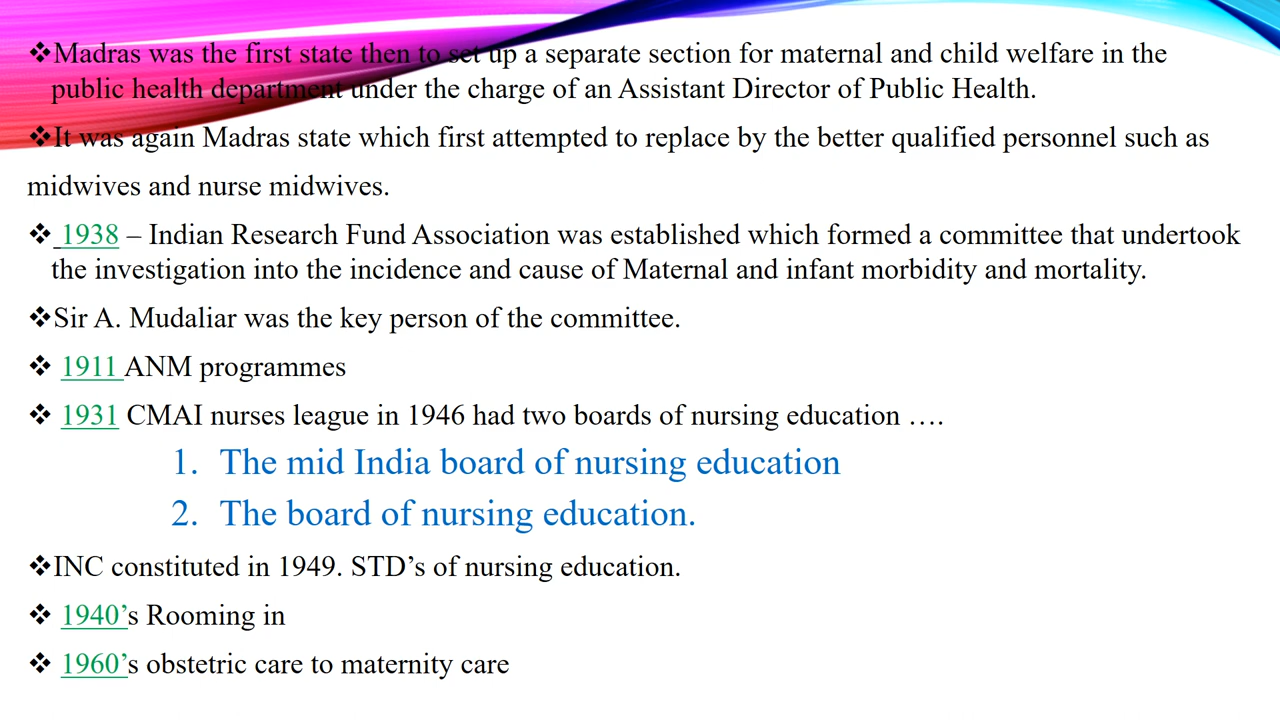 ❖Madras was the first state then to set up a separate section for maternal and child welfare in the
public health department under the charge of an Assistant Director of Public Health.
❖It was again Madras state which first attempted to replace by the better qualified personnel such as
midwives and nurse midwives.
❖ 1938 – Indian Research Fund Association was established which formed a committee that undertook
the investigation into the incidence and cause of Maternal and infant morbidity and mortality.
❖Sir A. Mudaliar was the key person of the committee.
❖ 1911 ANM programmes
❖ 1931 CMAI nurses league in 1946 had two boards of nursing education ….
1. The mid India board of nursing education
2. The board of nursing education.
❖INC constituted in 1949. STD’s of nursing education.
❖ 1940’s Rooming in
❖ 1960’s obstetric care to maternity care